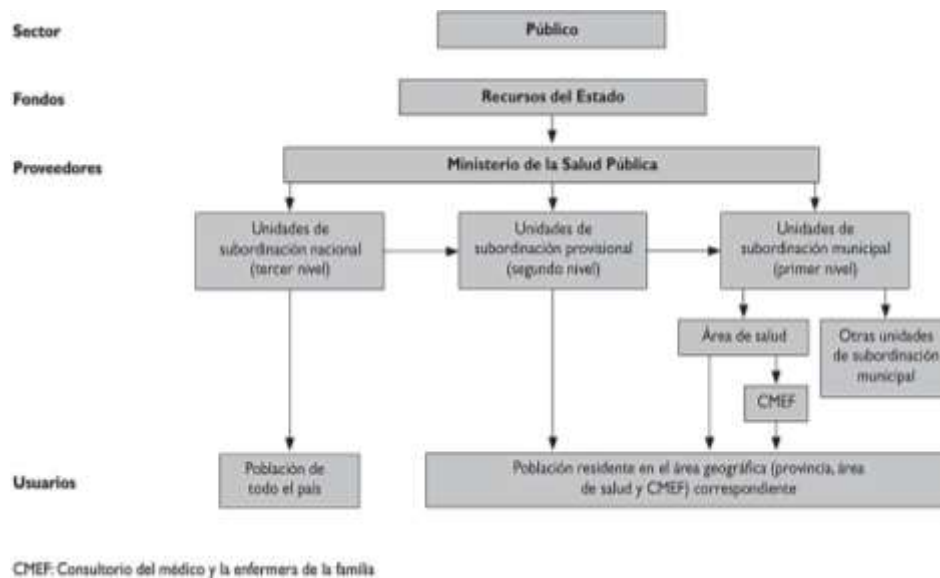 Sector
Público
Fondos
Recursos del Estado
Proveedores
Ministerio de la Salud Pública
Unidades de
subordinación nacional
(tercer nivel)
Unidades de
subordinación provisional
(segundo nivel)
Unidades de
subordinación municipal
(primer nivel)
Área de salud
Otras unidades
de subordinación
municipal
CMEF
Usuarios
Población de
todo el país
Población residente en el área geográfica (provincia, área
de salud y CMEF) correspondiente
CMEF: Consultorio del médico y la enfermera de la familia